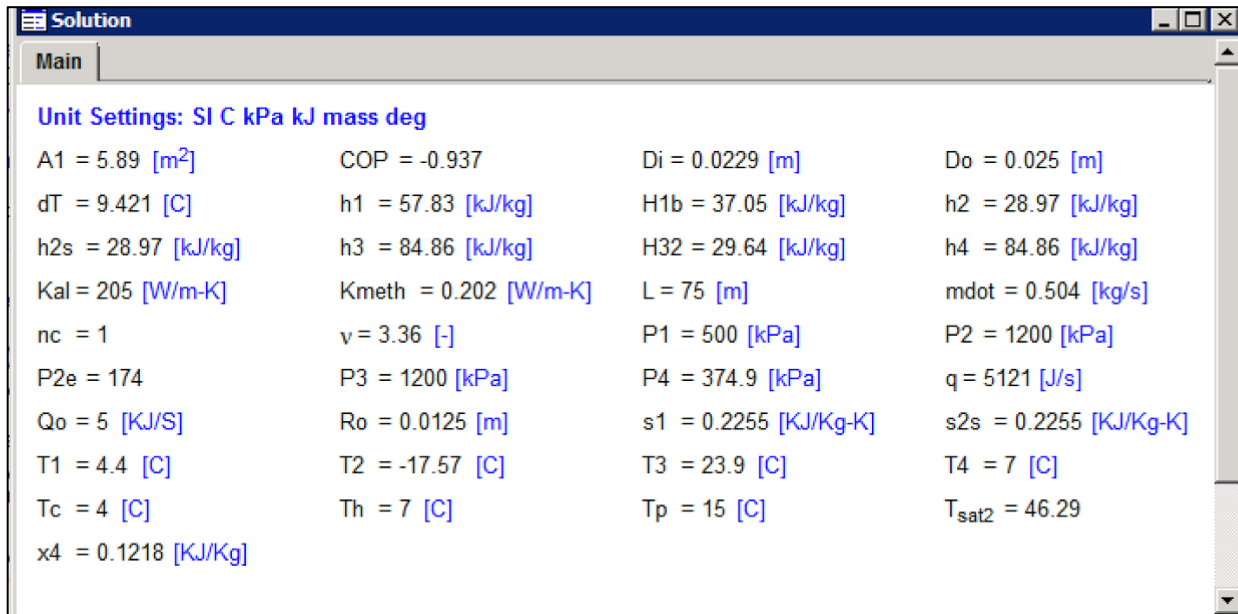 Solution
Main
Unit Settings: SI C kPa kJ mass deg
A1 = 5.89 [m²] COP = -0.937 Di = 0.0229 [m] Do = 0.025 [m]
dT = 9.421 [C] h1 = 57.83 [kJ/kg] H1b = 37.05 [kJ/kg] h2 = 28.97 [kJ/kg]
h2s = 28.97 [kJ/kg] h3 = 84.86 [kJ/kg] H32 = 29.64 [kJ/kg] h4 = 84.86 [kJ/kg]
Kal = 205 [W/m-K] Kmeth = 0.202 [W/m-K] L = 75 [m] mdot = 0.504 [kg/s]
nc = 1 ν = 3.36 [-] P1 = 500 [kPa] P2 = 1200 [kPa]
P2e = 174 P3 = 1200 [kPa] P4 = 374.9 [kPa] q = 5121 [J/s]
Qo = 5 [KJ/S] Ro = 0.0125 [m] s1 = 0.2255 [KJ/Kg-K] s2s = 0.2255 [KJ/Kg-K]
T1 = 4.4 [C] T2 = -17.57 [C] T3 = 23.9 [C] T4 = 7 [C]
Tc = 4 [C] Th = 7 [C] Tp = 15 [C] Tsat2 = 46.29
x4 = 0.1218 [KJ/Kg]